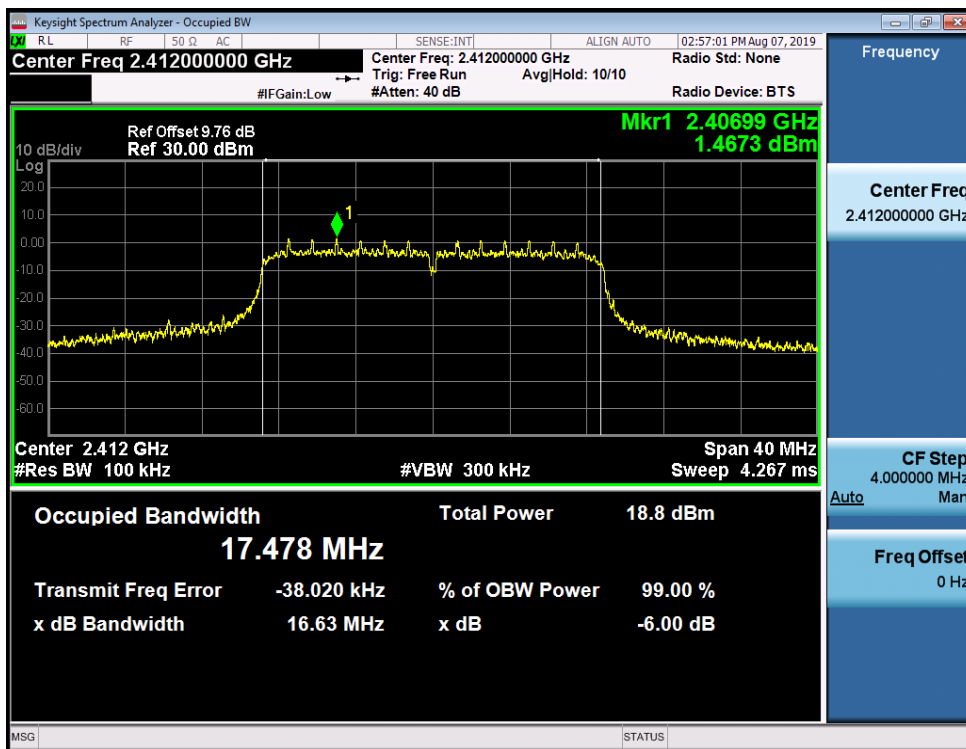 Keysight Spectrum Analyzer - Occupied BW
LXI RL RF 50 Ω AC SENSE:INT ALIGN AUTO 02:57:01 PM Aug 07, 2019
Center Freq 2.412000000 GHz
Center Freq: 2.412000000 GHz Radio Std: None
Trig: Free Run Avg|Hold: 10/10
#IFGain:Low #Atten: 40 dB Radio Device: BTS
Mkr1 2.40699 GHz
1.4673 dBm
Ref Offset 9.76 dB
10 dB/div Ref 30.00 dBm
Log
20.0
10.0
1
0.00
-10.0
-20.0
-30.0
-40.0
-50.0
-60.0
Center 2.412 GHz Span 40 MHz
#Res BW 100 kHz #VBW 300 kHz Sweep 4.267 ms
Occupied Bandwidth Total Power 18.8 dBm
17.478 MHz
Transmit Freq Error -38.020 kHz % of OBW Power 99.00 %
x dB Bandwidth 16.63 MHz x dB -6.00 dB
Frequency
Center Freq
2.412000000 GHz
CF Step
4.000000 MHz
Auto Man
Freq Offset
0 Hz
MSG STATUS